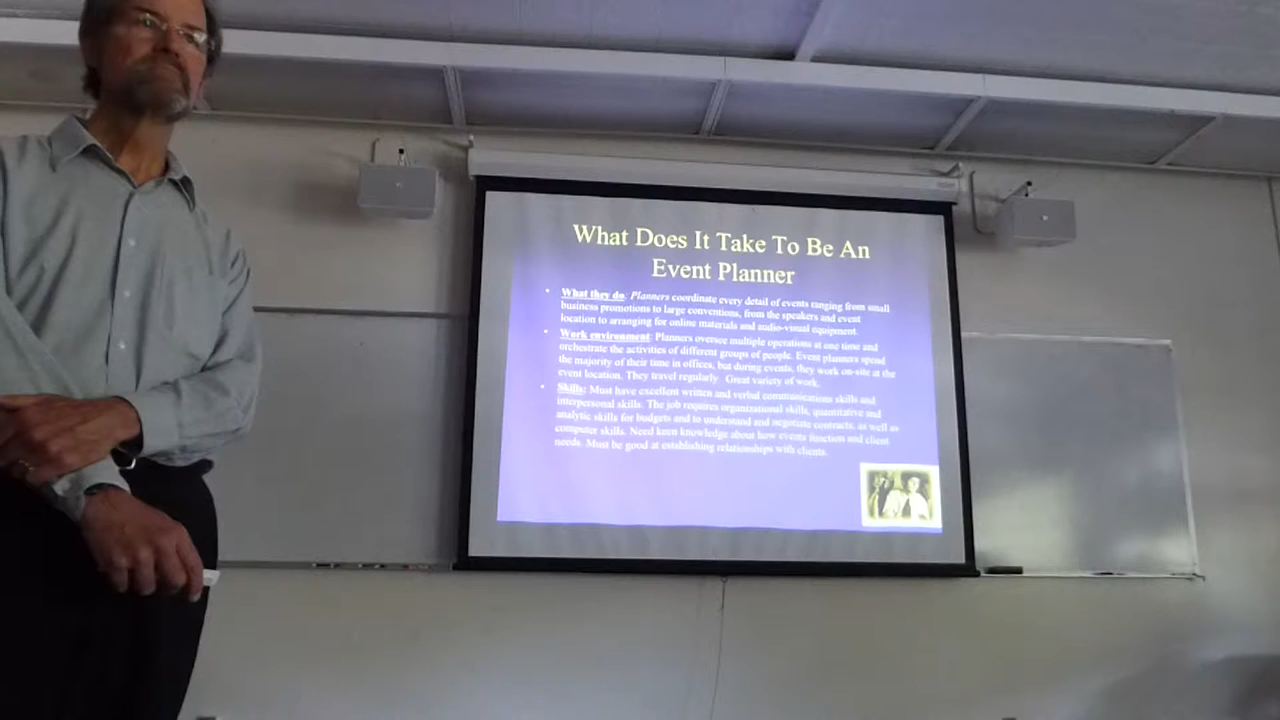 What Does It Take To Be An
Event Planner
• What they do: Planners coordinate every detail of events ranging from small
business promotions to large conventions, from the speakers and event
location to arranging for online materials and audio-visual equipment.
• Work environment: Planners oversee multiple operations at one time and
orchestrate the activities of different groups of people. Event planners spend
the majority of their time in offices, but during events, they work on-site at the
event location. They travel regularly Great variety of work.
• Skills: Must have excellent written and verbal communications skills and
interpersonal skills. The job requires organizational skills, quantitative and
analytic skills for budgets and to understand and negotiate contracts, as well as
computer skills. Need keen knowledge about how events function and client
needs. Must be good at establishing relationships with clients.